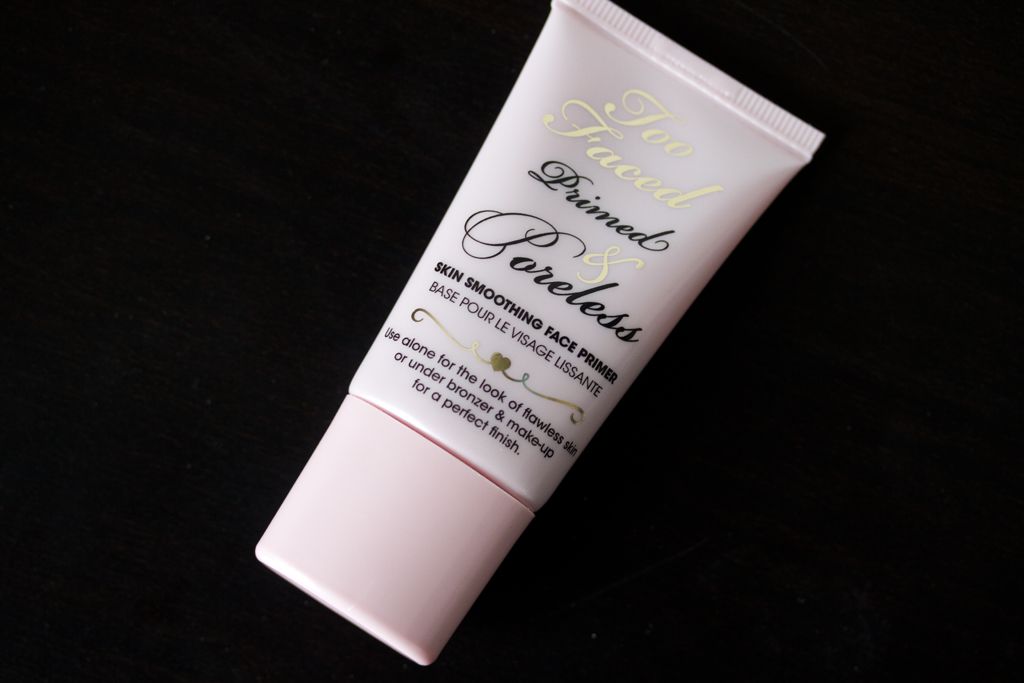 Too
Faced
Primed
&
Poreless
SKIN SMOOTHING FACE PRIMER
BASE POUR LE VISAGE LISSANTE
Use alone for the look of flawless skin
or under bronzer & make-up
for a perfect finish.